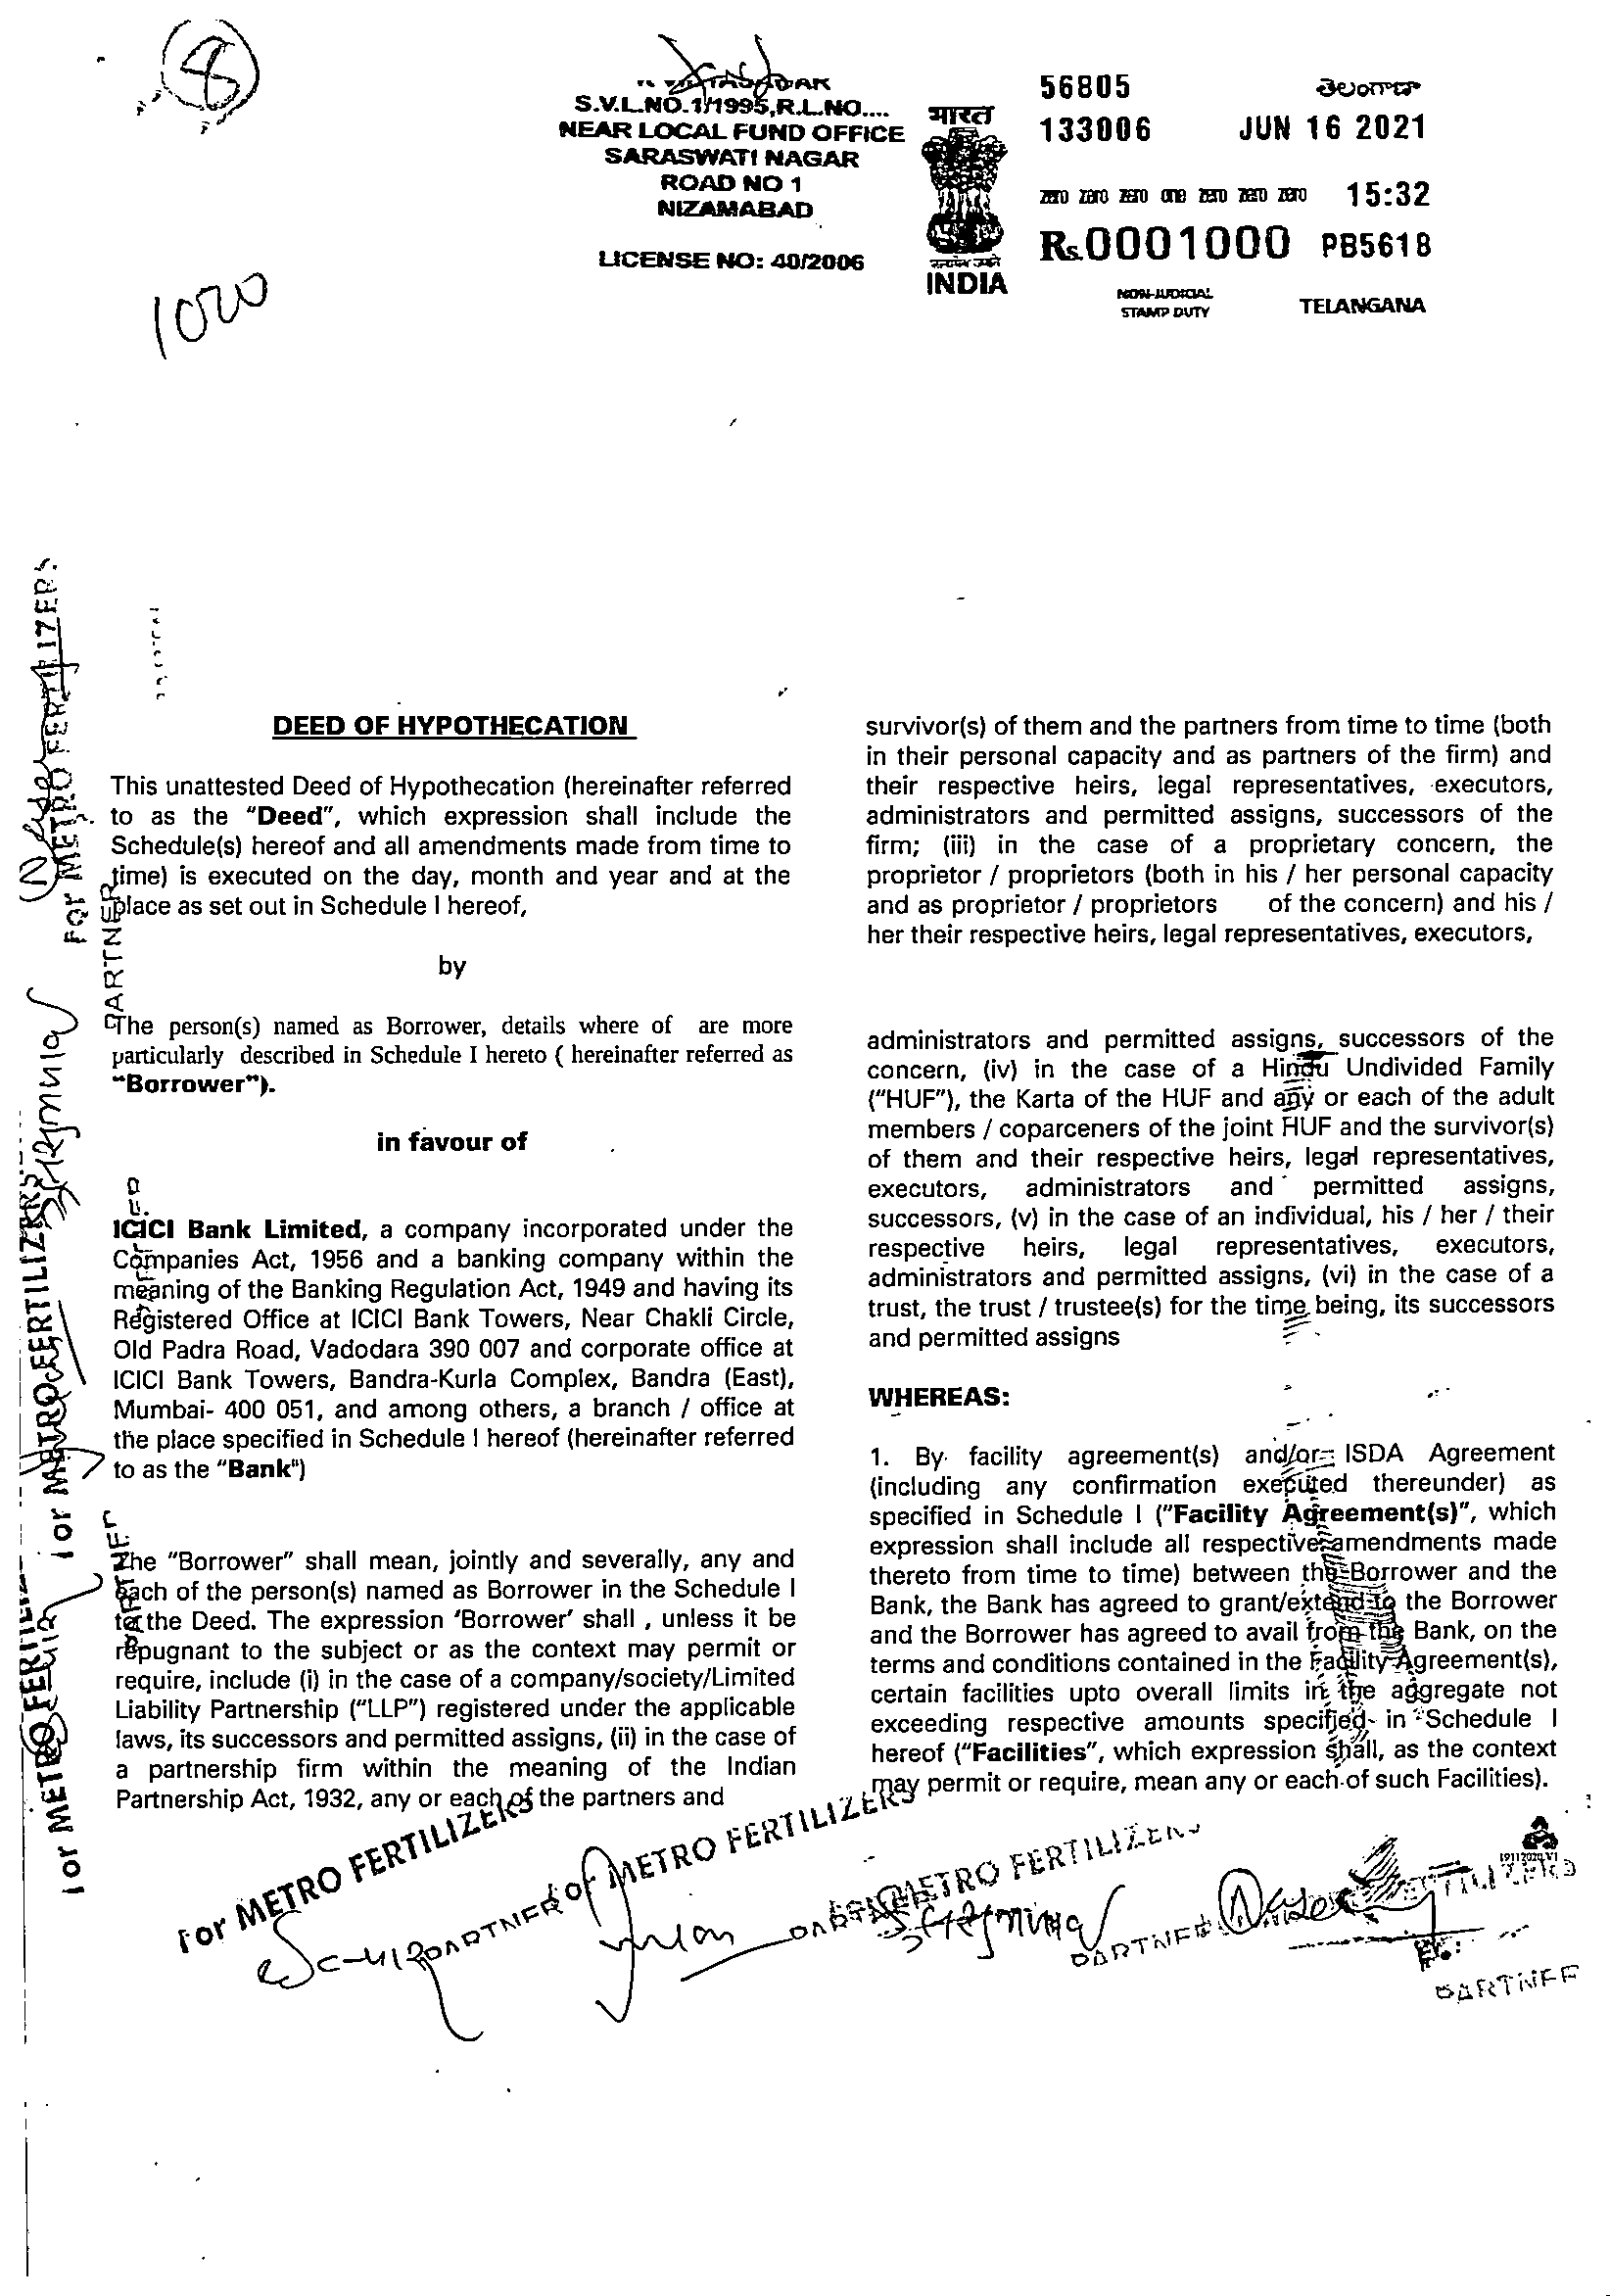 8
S.V.L.NO.1/1995,R.L.NO....
NEAR LOCAL FUND OFFICE
SARASWATI NAGAR
ROAD NO 1
NIZAMABAD
LICENSE NO: 40/2006
भारत
INDIA
56805 తెలంగాణ
133006 JUN 16 2021
zero zero zero one zero zero zero 15:32
Rs.0001000 PB5618
NON-JUDICIAL
STAMP DUTY
TELANGANA
1000
DEED OF HYPOTHECATION
This unattested Deed of Hypothecation (hereinafter referred
to as the “Deed”, which expression shall include the
Schedule(s) hereof and all amendments made from time to
time) is executed on the day, month and year and at the
place as set out in Schedule I hereof,
by
The person(s) named as Borrower, details where of are more
particularly described in Schedule I hereto ( hereinafter referred as
“Borrower”).
in favour of
ICICI Bank Limited, a company incorporated under the
Companies Act, 1956 and a banking company within the
meaning of the Banking Regulation Act, 1949 and having its
Registered Office at ICICI Bank Towers, Near Chakli Circle,
Old Padra Road, Vadodara 390 007 and corporate office at
ICICI Bank Towers, Bandra-Kurla Complex, Bandra (East),
Mumbai- 400 051, and among others, a branch / office at
the place specified in Schedule I hereof (hereinafter referred
to as the “Bank”)
The “Borrower” shall mean, jointly and severally, any and
each of the person(s) named as Borrower in the Schedule I
to the Deed. The expression ‘Borrower’ shall , unless it be
repugnant to the subject or as the context may permit or
require, include (i) in the case of a company/society/Limited
Liability Partnership (“LLP”) registered under the applicable
laws, its successors and permitted assigns, (ii) in the case of
a partnership firm within the meaning of the Indian
Partnership Act, 1932, any or each of the partners and
survivor(s) of them and the partners from time to time (both
in their personal capacity and as partners of the firm) and
their respective heirs, legal representatives, executors,
administrators and permitted assigns, successors of the
firm; (iii) in the case of a proprietary concern, the
proprietor / proprietors (both in his / her personal capacity
and as proprietor / proprietors of the concern) and his /
her their respective heirs, legal representatives, executors,
administrators and permitted assigns, successors of the
concern, (iv) in the case of a Hindu Undivided Family
(“HUF”), the Karta of the HUF and any or each of the adult
members / coparceners of the joint HUF and the survivor(s)
of them and their respective heirs, legal representatives,
executors, administrators and permitted assigns,
successors, (v) in the case of an individual, his / her / their
respective heirs, legal representatives, executors,
administrators and permitted assigns, (vi) in the case of a
trust, the trust / trustee(s) for the time being, its successors
and permitted assigns
WHEREAS:
1. By facility agreement(s) and/or ISDA Agreement
(including any confirmation executed thereunder) as
specified in Schedule I (“Facility Agreement(s)”, which
expression shall include all respective amendments made
thereto from time to time) between the Borrower and the
Bank, the Bank has agreed to grant/extend to the Borrower
and the Borrower has agreed to avail from the Bank, on the
terms and conditions contained in the Facility Agreement(s),
certain facilities upto overall limits in the aggregate not
exceeding respective amounts specified in Schedule I
hereof (“Facilities”, which expression shall, as the context
may permit or require, mean any or each of such Facilities).
For METRO FERTILIZERS
PARTNER
for METRO FERTILIZERS
PARTNER
for METRO FERTILIZERS
For METRO FERTILIZERS
PARTNER
for METRO FERTILIZERS
PARTNER
METRO FERTILIZERS
PARTNER
PARTNER